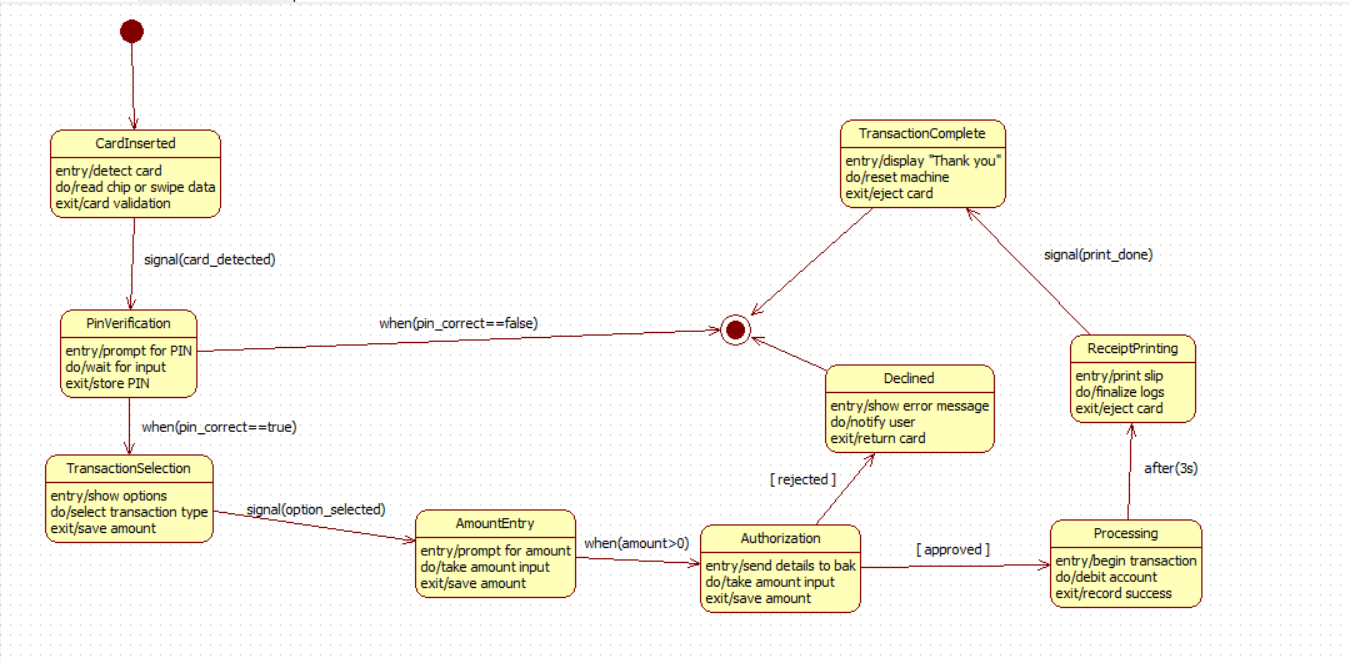 CardInserted
entry/detect card
do/read chip or swipe data
exit/card validation
signal(card_detected)
PinVerification
entry/prompt for PIN
do/wait for input
exit/store PIN
when(pin_correct==false)
when(pin_correct==true)
TransactionSelection
entry/show options
do/select transaction type
exit/save amount
signal(option_selected)
AmountEntry
entry/prompt for amount
do/take amount input
exit/save amount
when(amount>0)
Authorization
entry/send details to bak
do/take amount input
exit/save amount
[ rejected ]
Declined
entry/show error message
do/notify user
exit/return card
[ approved ]
Processing
entry/begin transaction
do/debit account
exit/record success
after(3s)
ReceiptPrinting
entry/print slip
do/finalize logs
exit/eject card
signal(print_done)
TransactionComplete
entry/display "Thank you"
do/reset machine
exit/eject card